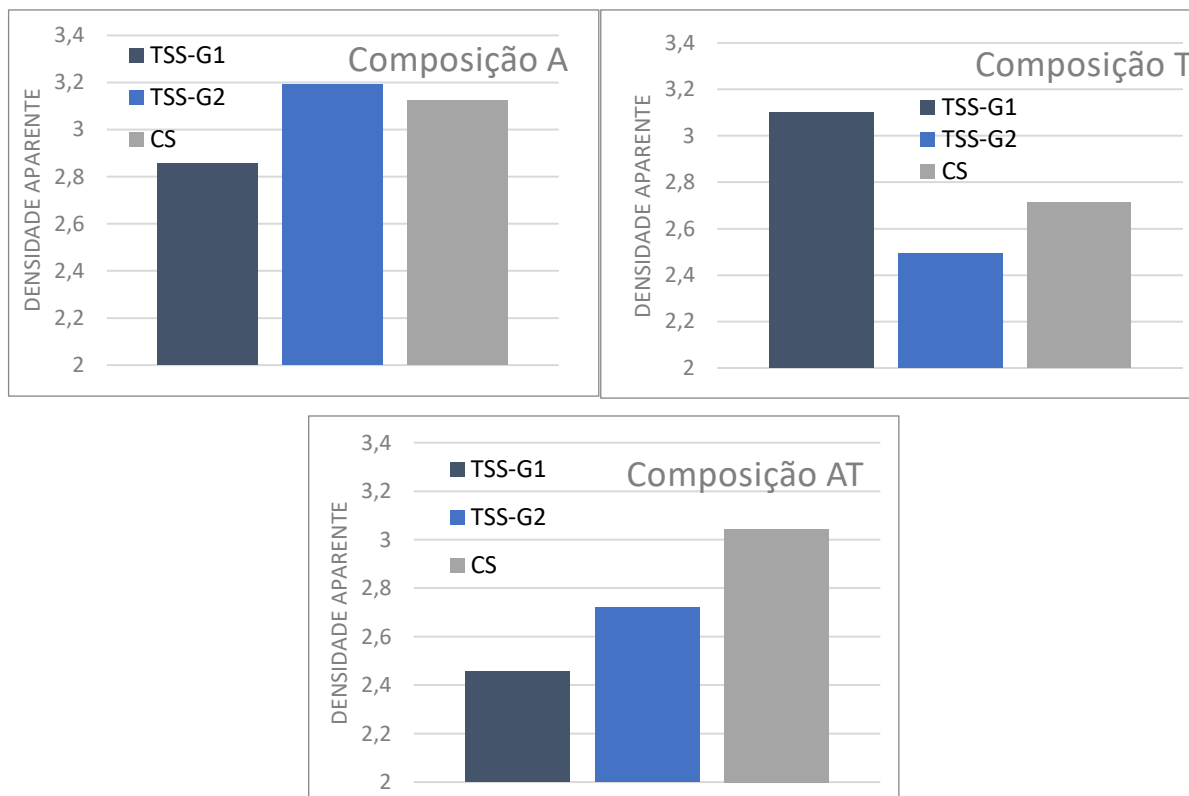 Composição A
TSS-G1
TSS-G2
CS
DENSIDADE APARENTE
3,4
3,2
3
2,8
2,6
2,4
2,2
2
Composição T
TSS-G1
TSS-G2
CS
DENSIDADE APARENTE
3,4
3,2
3
2,8
2,6
2,4
2,2
2
Composição AT
TSS-G1
TSS-G2
CS
DENSIDADE APARENTE
3,4
3,2
3
2,8
2,6
2,4
2,2
2